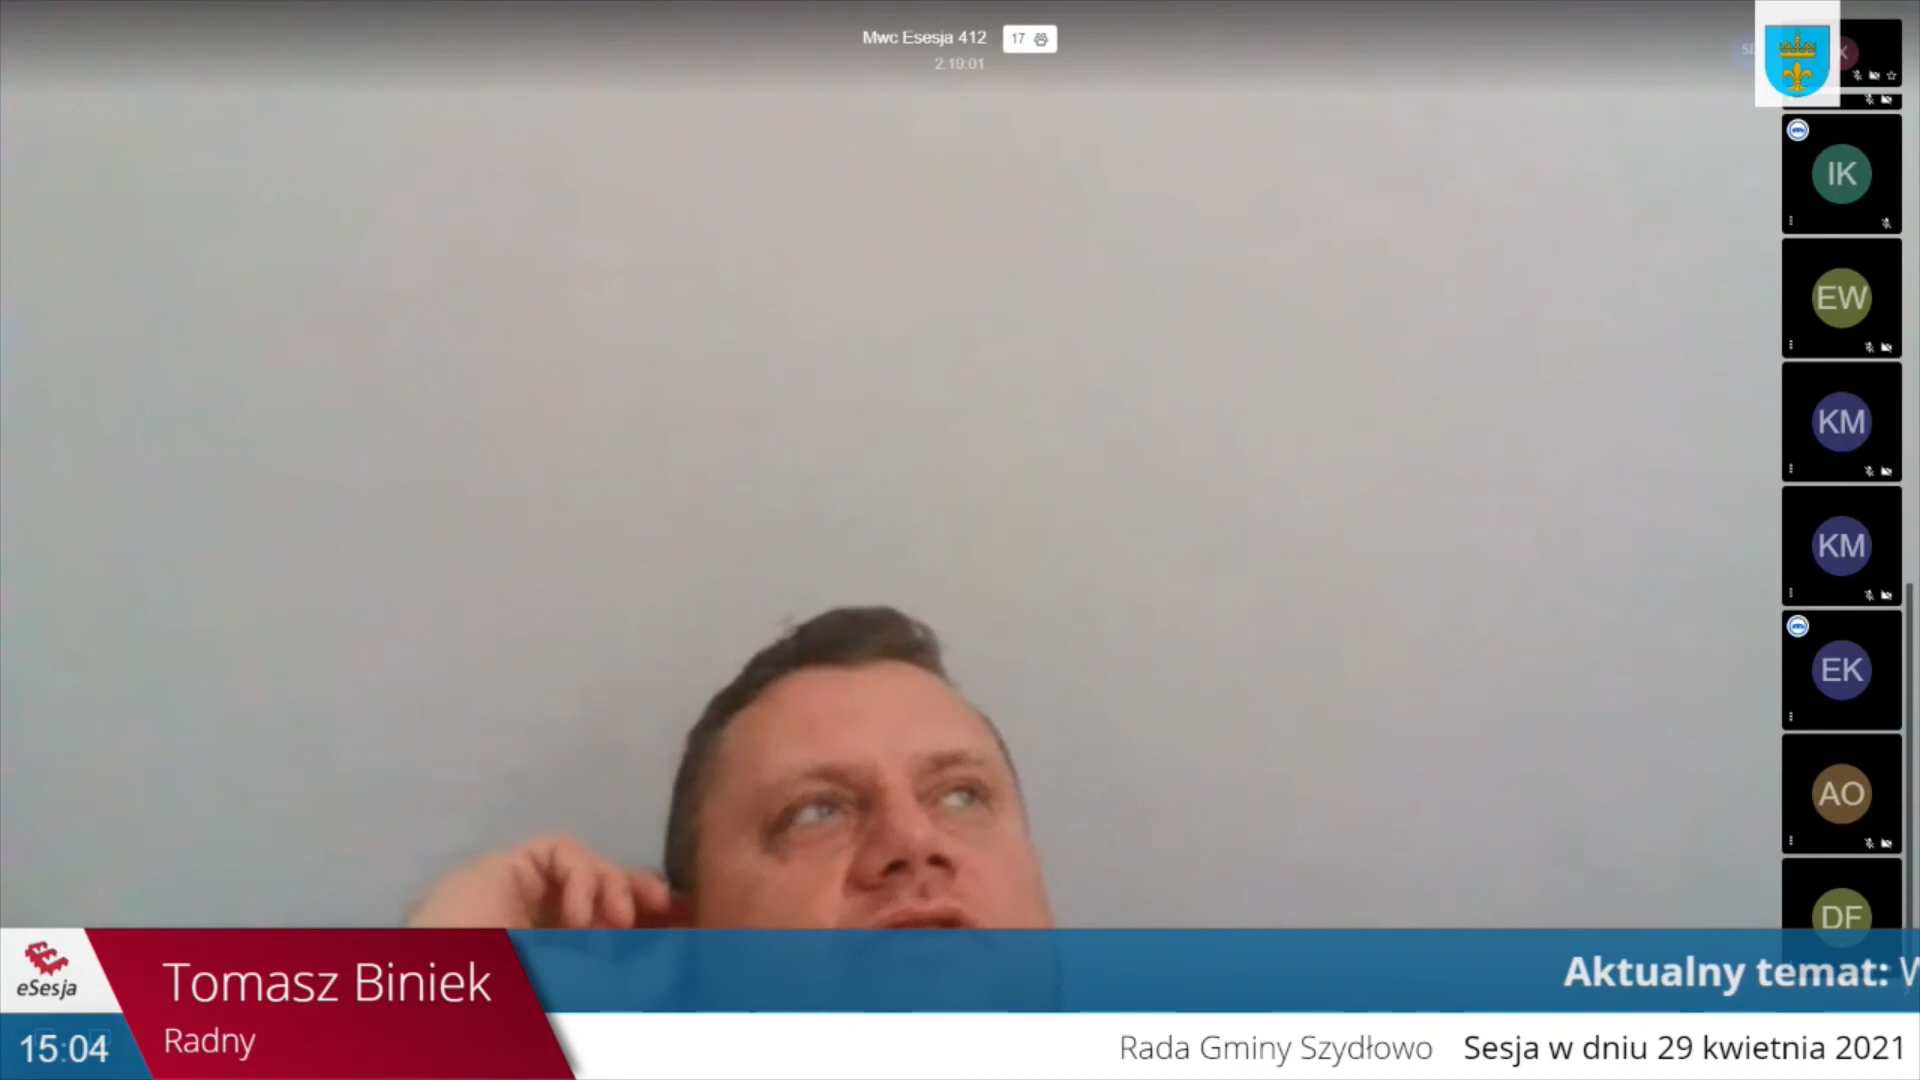 Mwc Esesja 412
17
2:19:01
IK
EW
KM
KM
EK
AO
DF
eSesja
Tomasz Biniek
Radny
Aktualny temat:
15:04
Rada Gminy Szydłowo
Sesja w dniu 29 kwietnia 2021